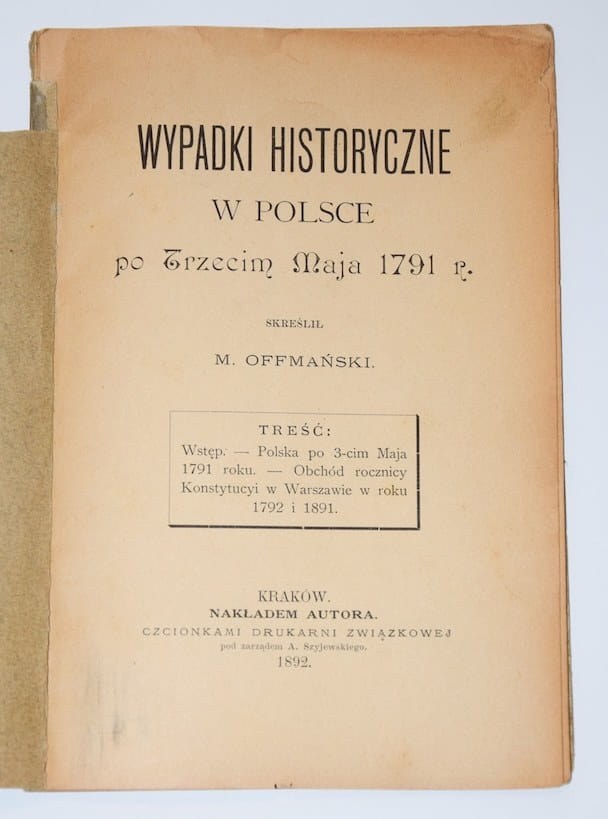 WYPADKI HISTORYCZNE
W POLSCE
po Trzecim Maja 1791 r.
SKREŚLIŁ
M. OFFMAŃSKI.
TREŚĆ:
Wstęp. — Polska po 3-cim Maja
1791 roku. — Obchód rocznicy
Konstytucyi w Warszawie w roku
1792 i 1891.
KRAKÓW.
NAKŁADEM AUTORA.
CZCIONKAMI DRUKARNI ZWIĄZKOWEJ
pod zarządem A. Szyjewskiego.
1892.